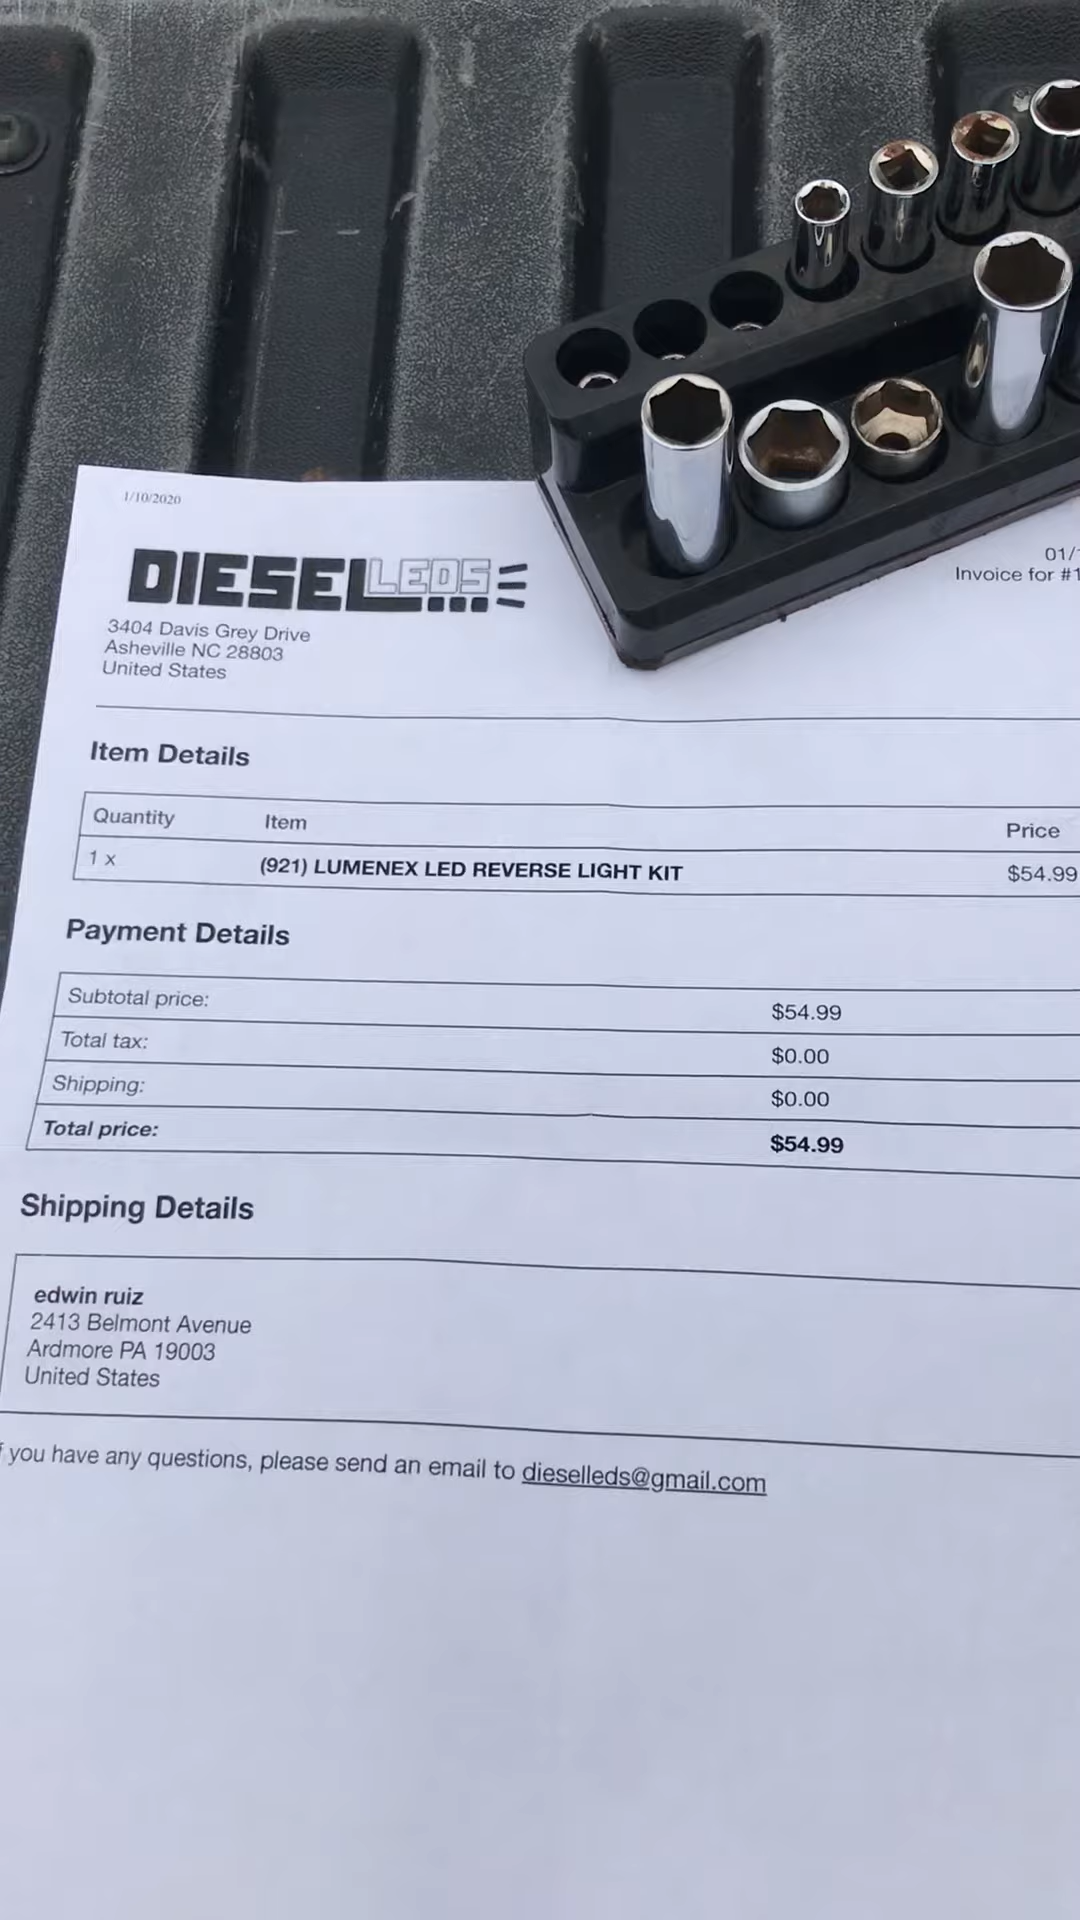 1/10/2020
DIESELLEDS
01/1
Invoice for #1
3404 Davis Grey Drive
Asheville NC 28803
United States
Item Details
Quantity Item Price
1 x (921) LUMENEX LED REVERSE LIGHT KIT $54.99
Payment Details
Subtotal price: $54.99
Total tax: $0.00
Shipping: $0.00
Total price: $54.99
Shipping Details
edwin ruiz
2413 Belmont Avenue
Ardmore PA 19003
United States
f you have any questions, please send an email to dieselleds@gmail.com